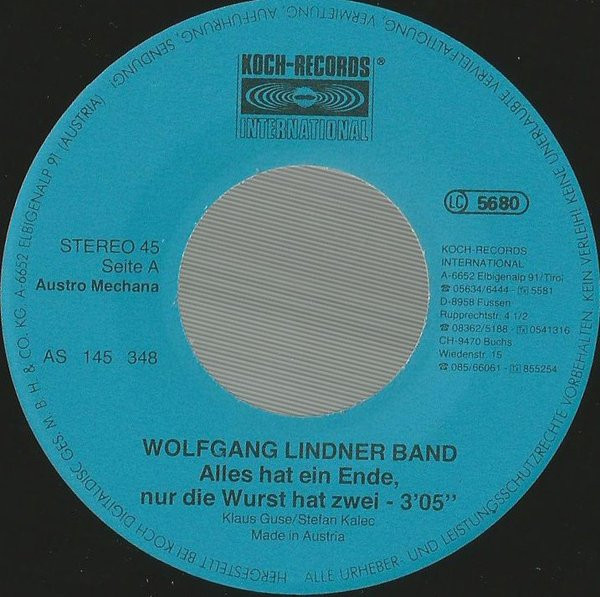 KOCH-RECORDS®
INTERNATIONAL
LC 5680
STEREO 45
Seite A
Austro Mechana
AS 145 348
KOCH-RECORDS
INTERNATIONAL
A-6652 Elbigenalp 91/Tirol
☎ 05634/6444 - 5581
D-8958 Füssen
Rupprechtstr. 4 1/2
☎ 08362/5188 - 0541316
CH-9470 Buchs
Wiedenstr. 15
☎ 085/66061 - 855254
WOLFGANG LINDNER BAND
Alles hat ein Ende,
nur die Wurst hat zwei - 3'05"
Klaus Guse/Stefan Kalec
Made in Austria
HERGESTELLT BEI KOCH DIGITALDISC GES. M. B. H. & CO. KG. A-6652 ELBIGENALP 91 (AUSTRIA)
ALLE URHEBER- UND LEISTUNGSSCHUTZRECHTE VORBEHALTEN. KEIN VERLEIH! KEINE UNERLAUBTE VERVIELFÄLTIGUNG, VERMIETUNG, AUFFÜHRUNG, SENDUNG!